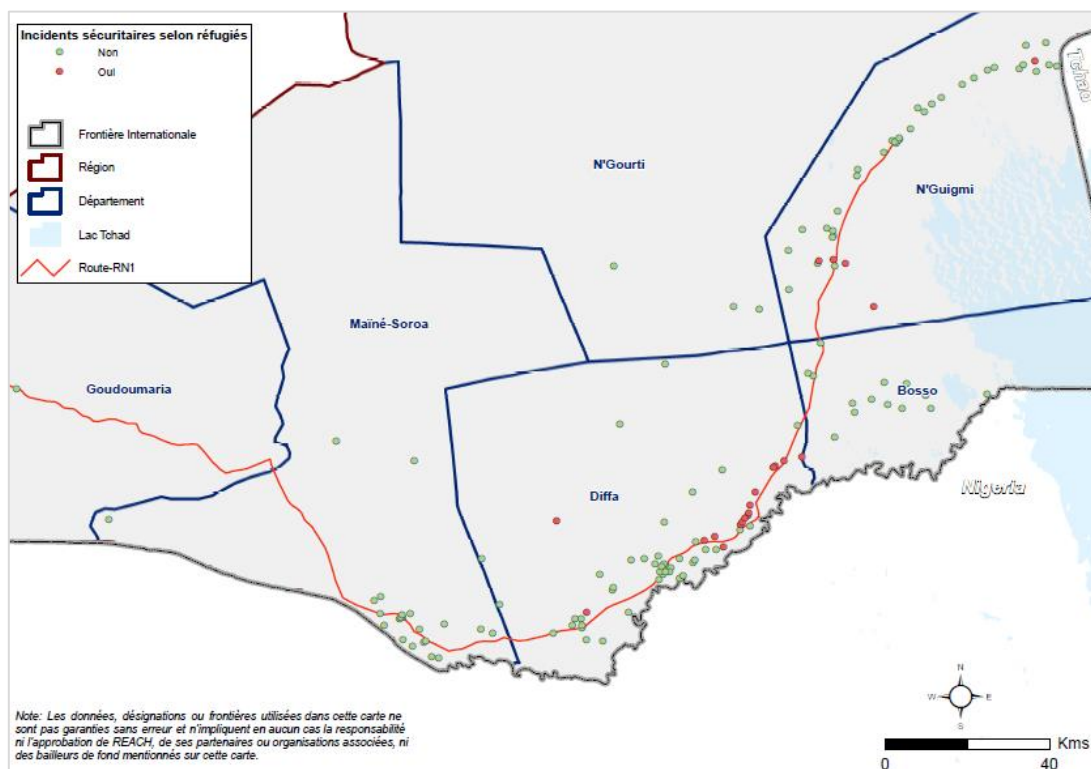 Incidents sécuritaires selon réfugiés
Non
Oui
Frontière Internationale
Région
Département
Lac Tchad
Route-RN1
Tchad
N'Gourti
N'Guigmi
Maïné-Soroa
Goudoumaria
Bosso
Diffa
Nigeria
N
W E
S
Note: Les données, désignations ou frontières utilisées dans cette carte ne
sont pas garanties sans erreur et n'impliquent en aucun cas la responsabilité
ni l'approbation de REACH, de ses partenaires ou organisations associées, ni
des bailleurs de fond mentionnés sur cette carte.
Kms
0 40